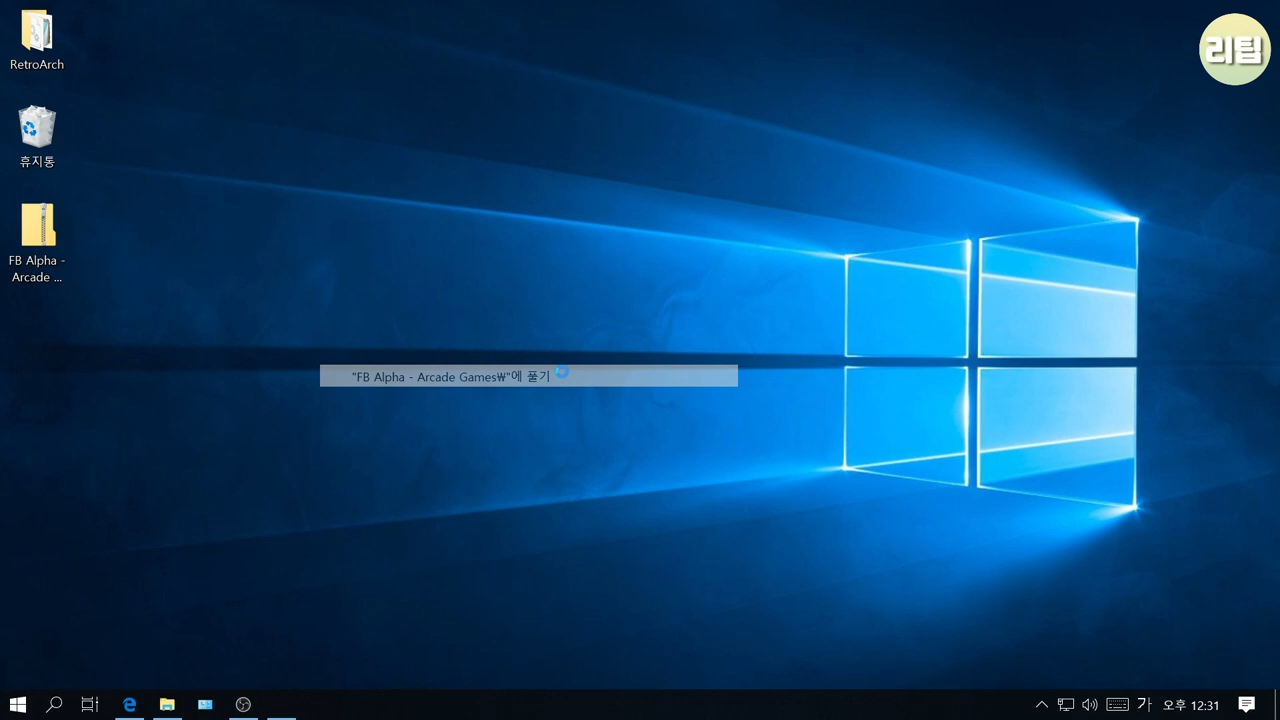 RetroArch
리팁
휴지통
FB Alpha -
Arcade ...
"FB Alpha - Arcade Games₩"에 풀기
가
오후 12:31